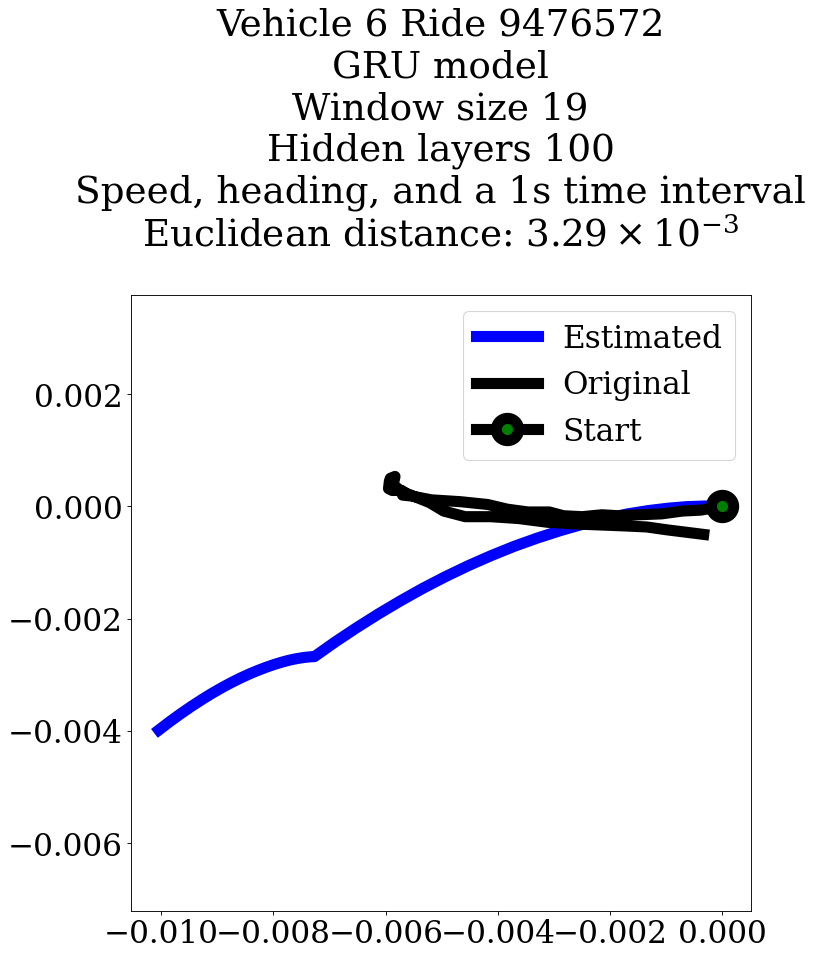 Vehicle 6 Ride 9476572
GRU model
Window size 19
Hidden layers 100
Speed, heading, and a 1s time interval
Euclidean distance: 3.29 × 10⁻³
Estimated
Original
Start
0.002
0.000
−0.002
−0.004
−0.006
−0.010 −0.008 −0.006 −0.004 −0.002 0.000